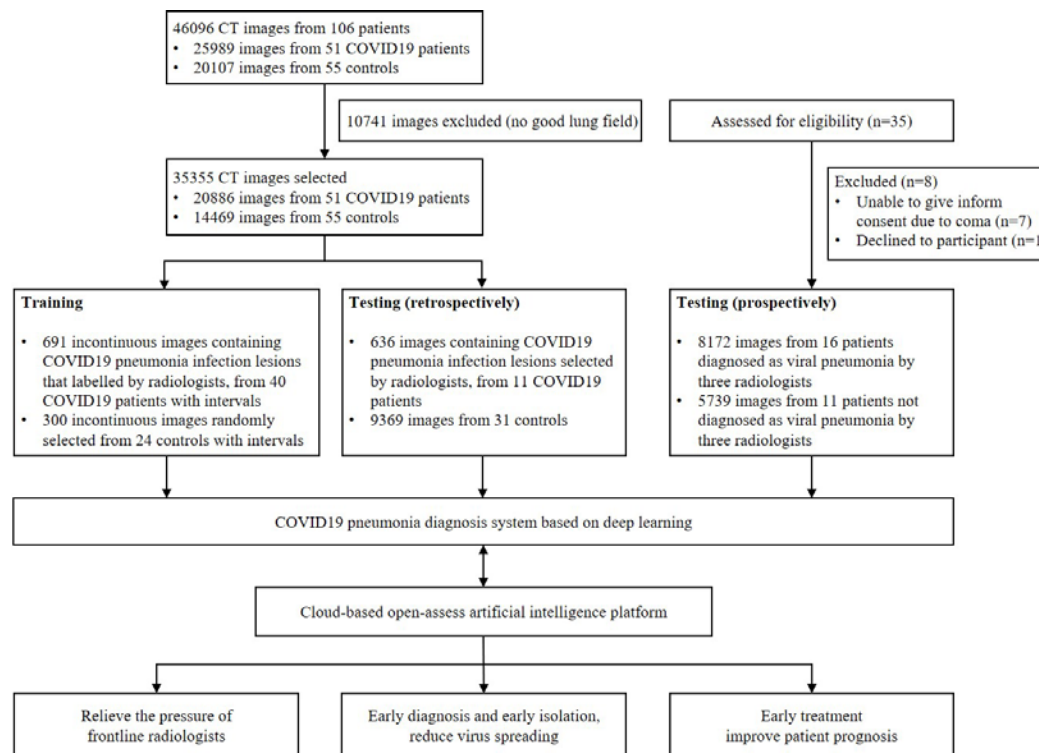 46096 CT images from 106 patients
• 25989 images from 51 COVID19 patients
• 20107 images from 55 controls
10741 images excluded (no good lung field)
Assessed for eligibility (n=35)
35355 CT images selected
• 20886 images from 51 COVID19 patients
• 14469 images from 55 controls
Excluded (n=8)
• Unable to give inform
consent due to coma (n=7)
• Declined to participant (n=1
Training
• 691 incontinuous images containing
COVID19 pneumonia infection lesions
that labelled by radiologists, from 40
COVID19 patients with intervals
• 300 incontinuous images randomly
selected from 24 controls with intervals
Testing (retrospectively)
• 636 images containing COVID19
pneumonia infection lesions selected
by radiologists, from 11 COVID19
patients
• 9369 images from 31 controls
Testing (prospectively)
• 8172 images from 16 patients
diagnosed as viral pneumonia by
three radiologists
• 5739 images from 11 patients not
diagnosed as viral pneumonia by
three radiologists
COVID19 pneumonia diagnosis system based on deep learning
Cloud-based open-assess artificial intelligence platform
Relieve the pressure of
frontline radiologists
Early diagnosis and early isolation,
reduce virus spreading
Early treatment
improve patient prognosis